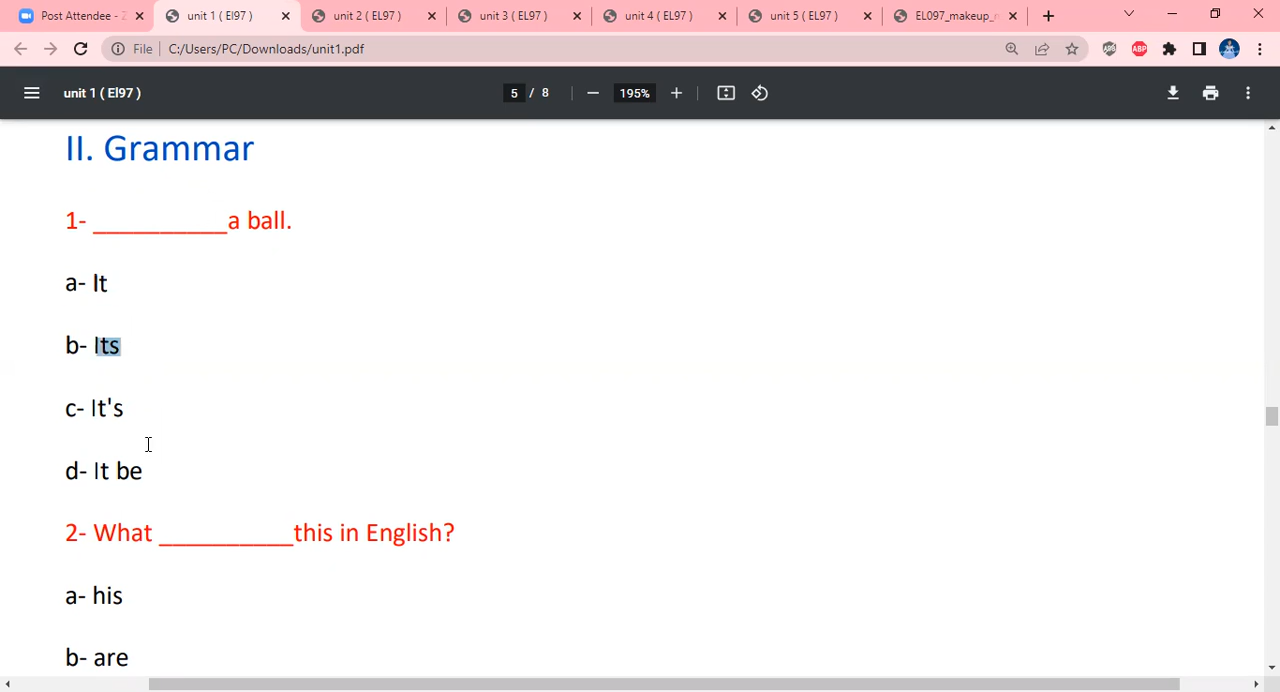 Post Attendee - Z
unit 1 ( El97 )
unit 2 ( EL97 )
unit 3 ( EL97 )
unit 4 ( EL97 )
unit 5 ( EL97 )
EL097_makeup_
File
C:/Users/PC/Downloads/unit1.pdf
unit 1 ( El97 )
5 / 8
195%
II. Grammar
1- __________a ball.
a- It
b- Its
c- It's
d- It be
2- What __________this in English?
a- his
b- are